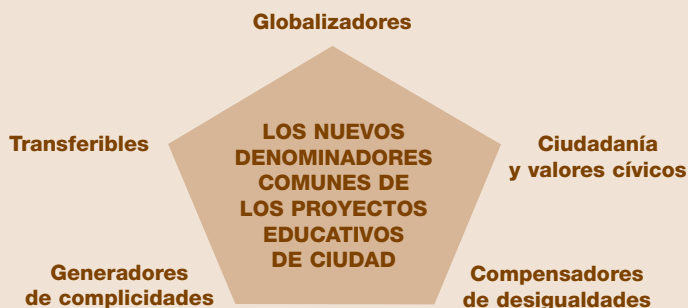 Globalizadores
Transferibles
LOS NUEVOS
DENOMINADORES
COMUNES DE
LOS PROYECTOS
EDUCATIVOS
DE CIUDAD
Ciudadanía
y valores cívicos
Generadores
de complicidades
Compensadores
de desigualdades